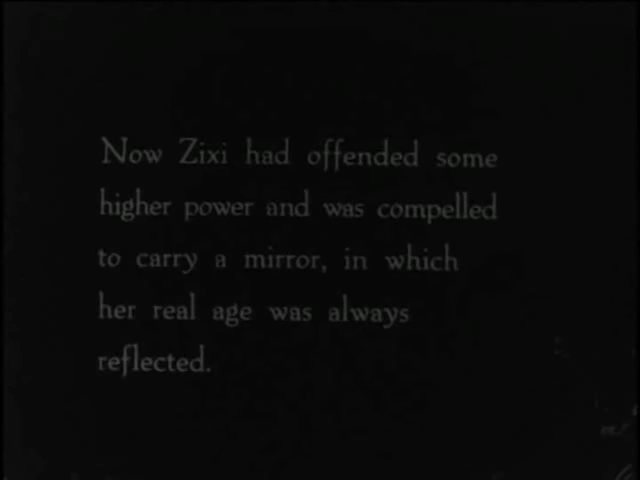 Now Zixi had offended some
higher power and was compelled
to carry a mirror, in which
her real age was always
reflected.